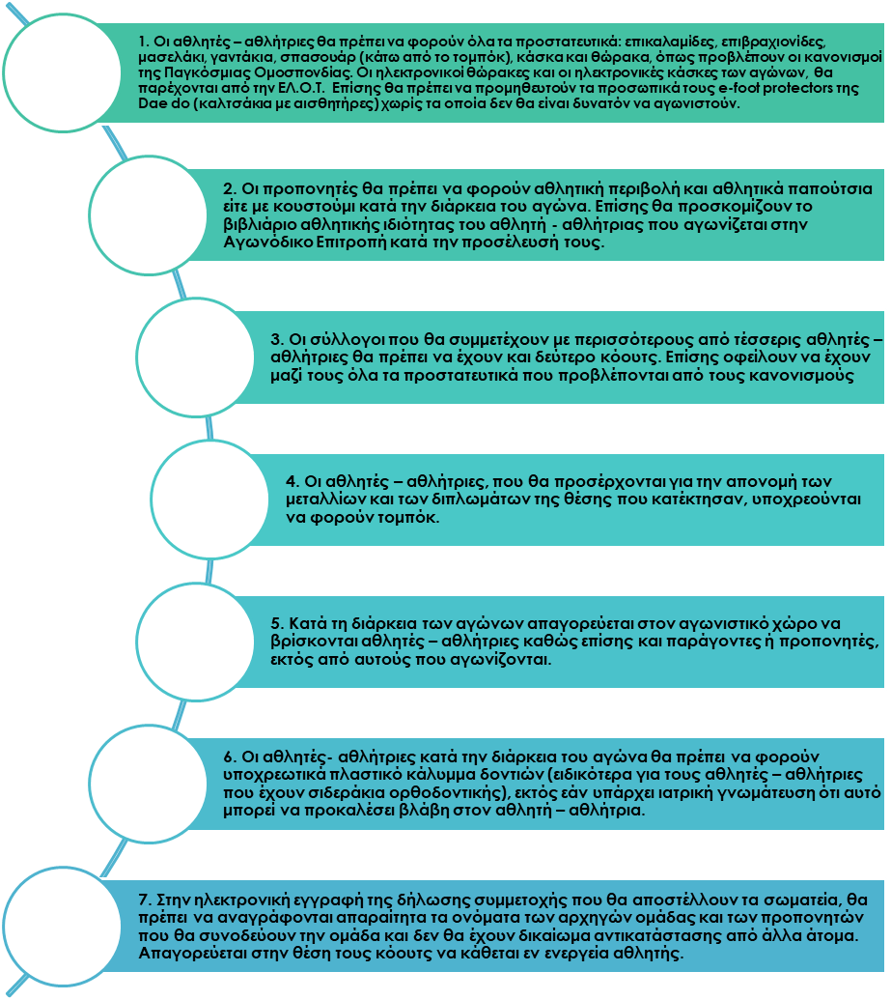 1. Οι αθλητές – αθλήτριες θα πρέπει να φορούν όλα τα προστατευτικά: επικαλαμίδες, επιβραχιονίδες,
μασελάκι, γαντάκια, σπασουάρ (κάτω από το τομπόκ), κάσκα και θώρακα, όπως προβλέπουν οι κανονισμοί
της Παγκόσμιας Ομοσπονδίας. Οι ηλεκτρονικοί θώρακες και οι ηλεκτρονικές κάσκες των αγώνων, θα
παρέχονται από την ΕΛ.Ο.Τ. Επίσης θα πρέπει να προμηθευτούν τα προσωπικά τους e-foot protectors της
Dae do (καλτσάκια με αισθητήρες) χωρίς τα οποία δεν θα είναι δυνατόν να αγωνιστούν.
2. Οι προπονητές θα πρέπει να φορούν αθλητική περιβολή και αθλητικά παπούτσια
είτε με κουστούμι κατά την διάρκεια του αγώνα. Επίσης θα προσκομίζουν το
βιβλιάριο αθλητικής ιδιότητας του αθλητή - αθλήτριας που αγωνίζεται στην
Αγωνόδικο Επιτροπή κατά την προσέλευσή τους.
3. Οι σύλλογοι που θα συμμετέχουν με περισσότερους από τέσσερις αθλητές –
αθλήτριες θα πρέπει να έχουν και δεύτερο κόουτς. Επίσης οφείλουν να έχουν
μαζί τους όλα τα προστατευτικά που προβλέπονται από τους κανονισμούς
4. Οι αθλητές – αθλήτριες, που θα προσέρχονται για την απονομή των
μεταλλίων και των διπλωμάτων της θέσης που κατέκτησαν, υποχρεούνται
να φορούν τομπόκ.
5. Κατά τη διάρκεια των αγώνων απαγορεύεται στον αγωνιστικό χώρο να
βρίσκονται αθλητές – αθλήτριες καθώς επίσης και παράγοντες ή προπονητές,
εκτός από αυτούς που αγωνίζονται.
6. Οι αθλητές- αθλήτριες κατά την διάρκεια του αγώνα θα πρέπει να φορούν
υποχρεωτικά πλαστικό κάλυμμα δοντιών (ειδικότερα για τους αθλητές – αθλήτριες
που έχουν σιδεράκια ορθοδοντικής), εκτός εάν υπάρχει ιατρική γνωμάτευση ότι αυτό
μπορεί να προκαλέσει βλάβη στον αθλητή – αθλήτρια.
7. Στην ηλεκτρονική εγγραφή της δήλωσης συμμετοχής που θα αποστέλλουν τα σωματεία, θα
πρέπει να αναγράφονται απαραίτητα τα ονόματα των αρχηγών ομάδας και των προπονητών
που θα συνοδεύουν την ομάδα και δεν θα έχουν δικαίωμα αντικατάστασης από άλλα άτομα.
Απαγορεύεται στην θέση τους κόουτς να κάθεται εν ενεργεία αθλητής.